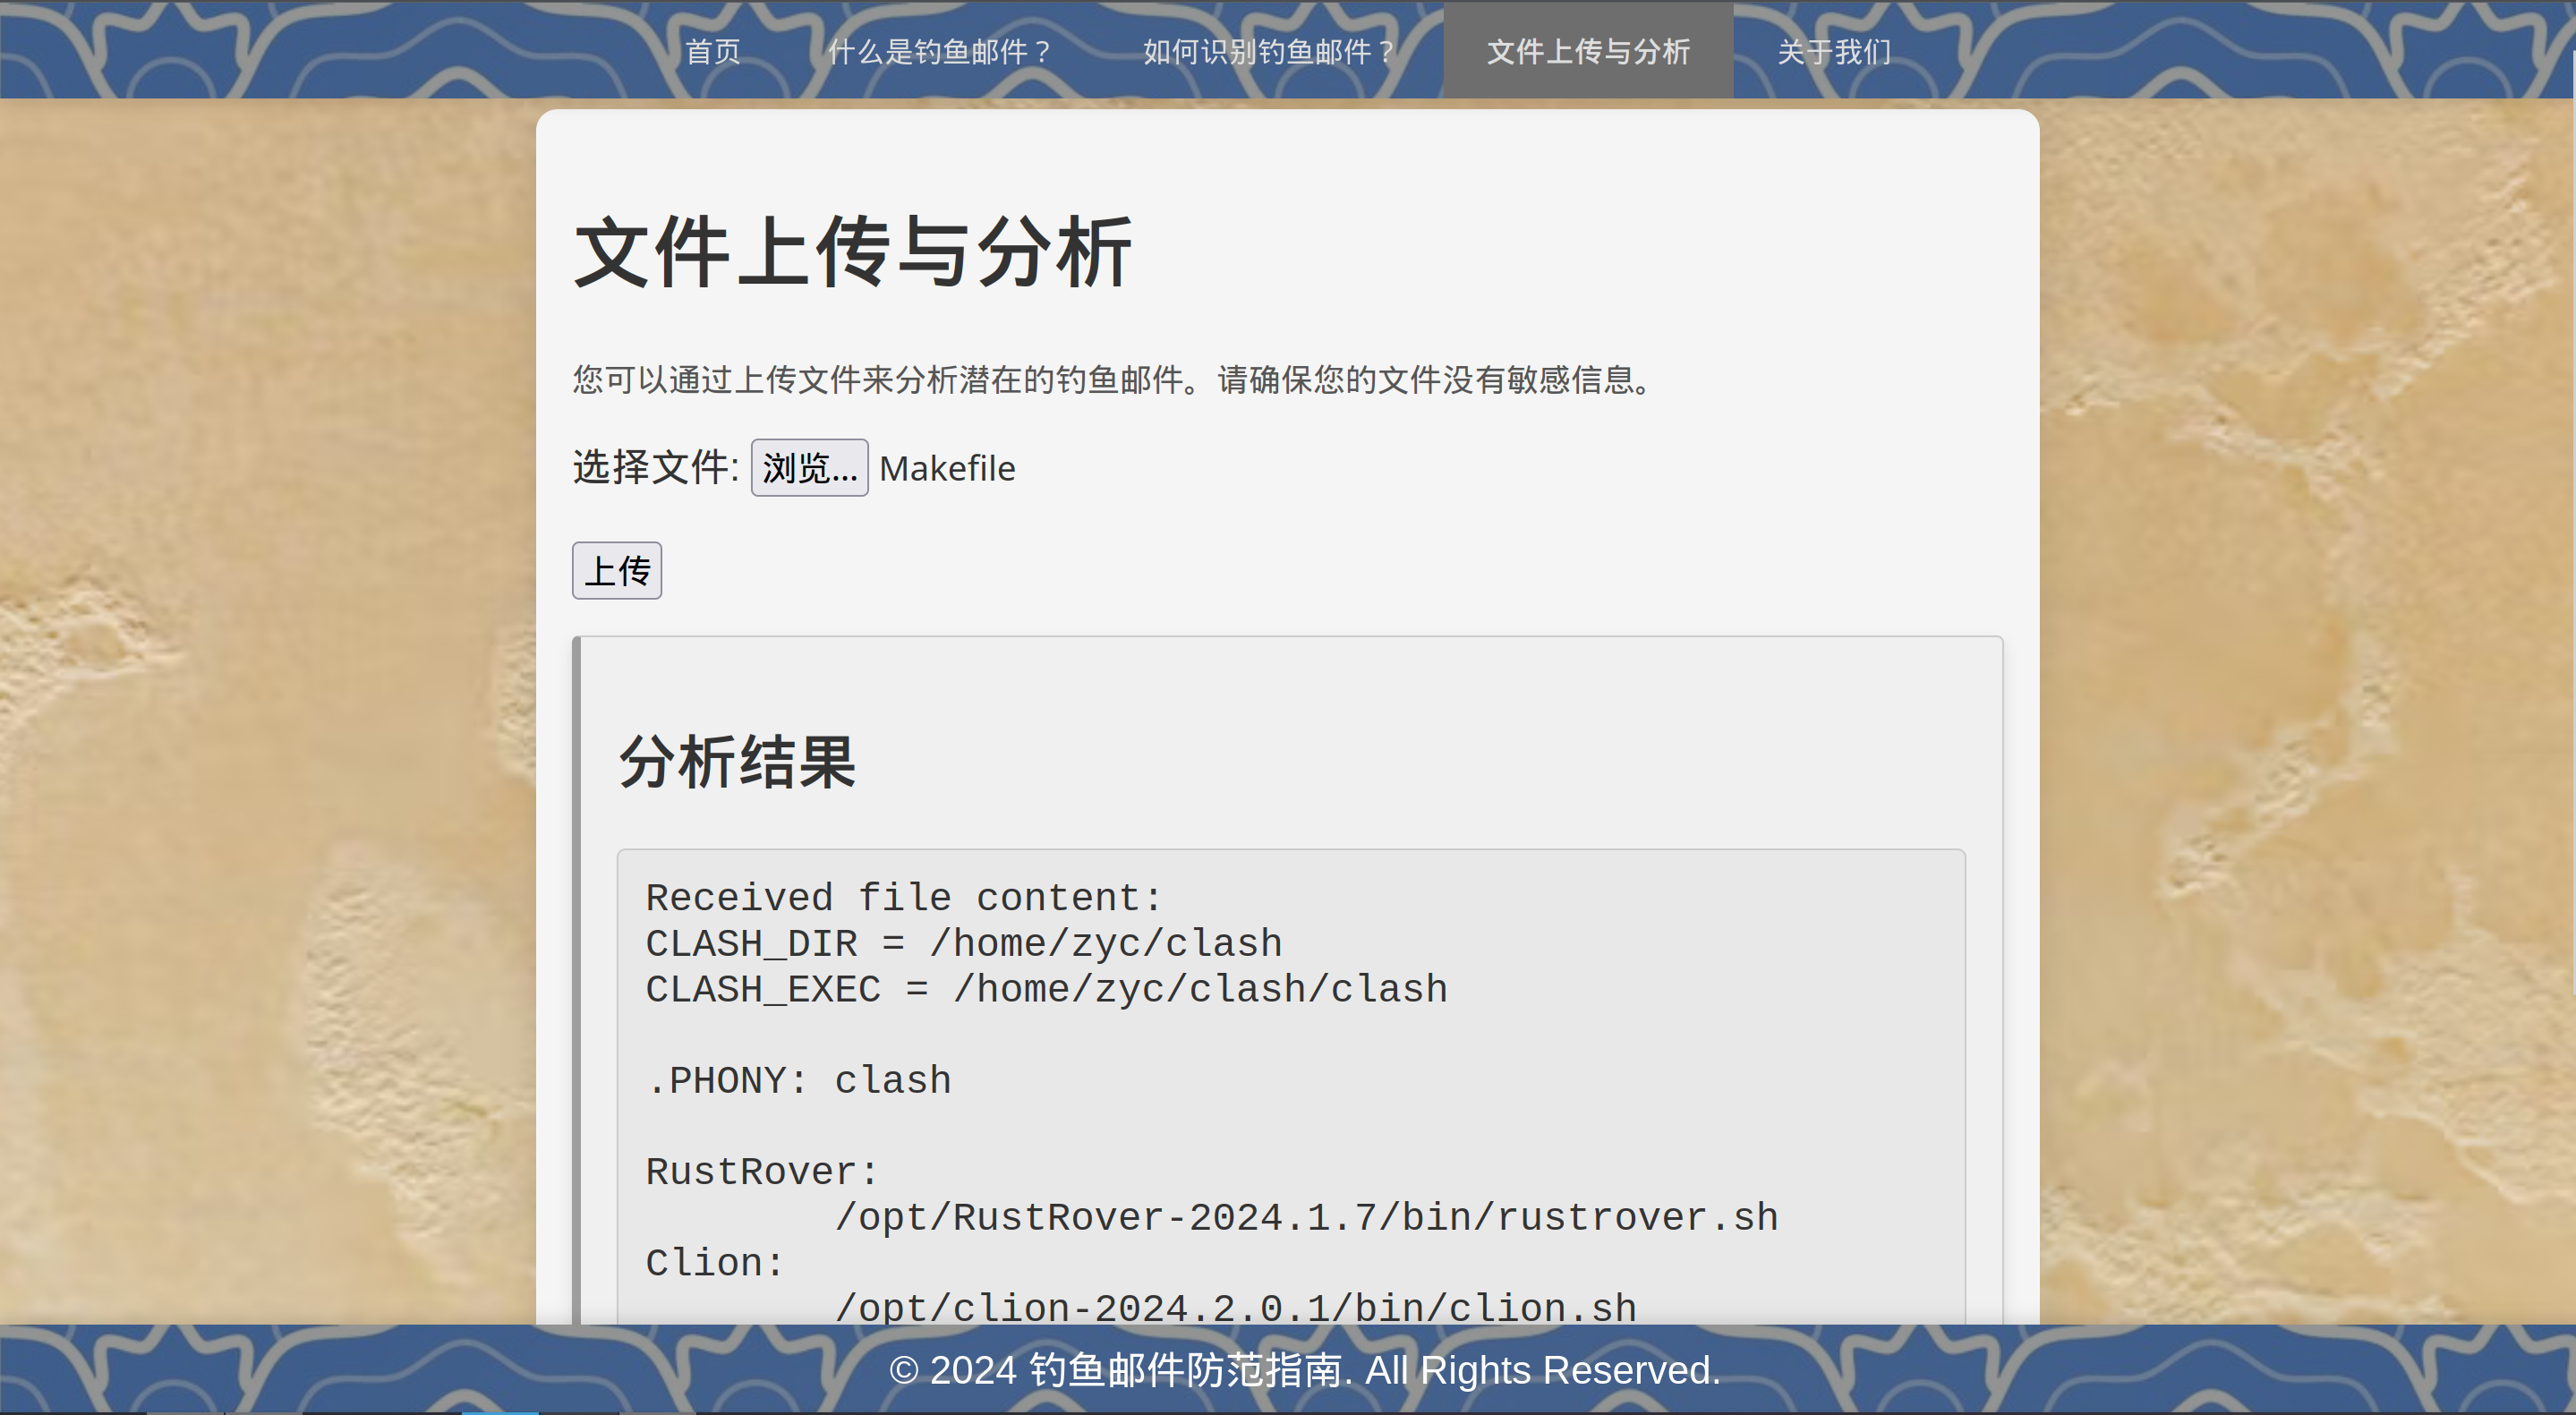 首页 什么是钓鱼邮件？ 如何识别钓鱼邮件？ 文件上传与分析 关于我们
文件上传与分析
您可以通过上传文件来分析潜在的钓鱼邮件。请确保您的文件没有敏感信息。
选择文件: 浏览... Makefile
上传
分析结果
Received file content:
CLASH_DIR = /home/zyc/clash
CLASH_EXEC = /home/zyc/clash/clash
.PHONY: clash
RustRover:
/opt/RustRover-2024.1.7/bin/rustrover.sh
Clion:
/opt/clion-2024.2.0.1/bin/clion.sh
© 2024 钓鱼邮件防范指南. All Rights Reserved.